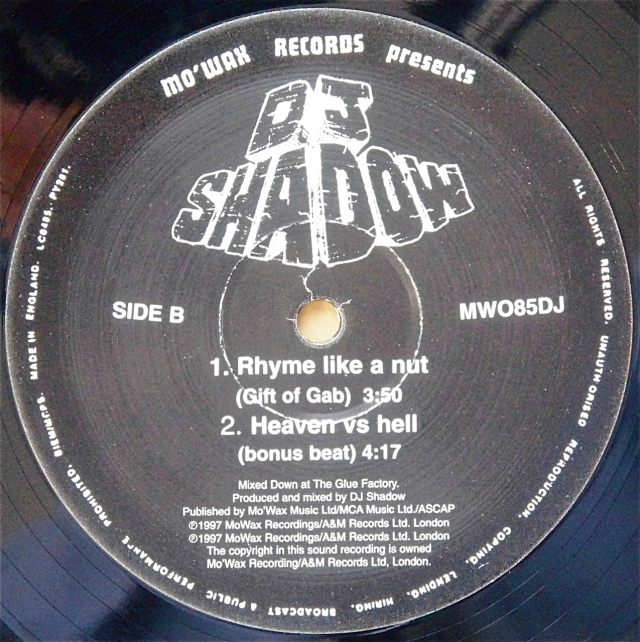 MO'WAX RECORDS presents
DJ
SHADOW
SIDE B
MWO85DJ
1. Rhyme like a nut
(Gift of Gab) 3:50
2. Heaven vs hell
(bonus beat) 4:17
Mixed Down at The Glue Factory.
Produced and mixed by DJ Shadow
Published by Mo'Wax Music Ltd/MCA Music Ltd./ASCAP
℗1997 MoWax Recordings/A&M Records Ltd. London
©1997 MoWax Recordings/A&M Records Ltd. London
The copyright in this sound recording is owned
Mo'Wax Recording/A&M Records Ltd, London.
ALL RIGHTS RESERVED. UNAUTHORISED REPRODUCTION, COPYING, LENDING, HIRING, BROADCAST & PUBLIC PERFORMANCE PROHIBITED. BIEM/MCPS. MADE IN ENGLAND. LC0485. PY281.